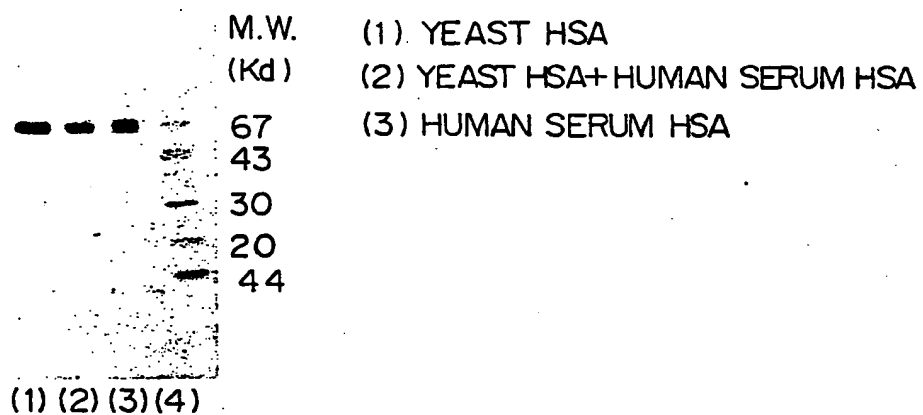 M.W.
(Kd)
67
43
30
20
44
(1) YEAST HSA
(2) YEAST HSA+HUMAN SERUM HSA
(3) HUMAN SERUM HSA
(1) (2) (3) (4)